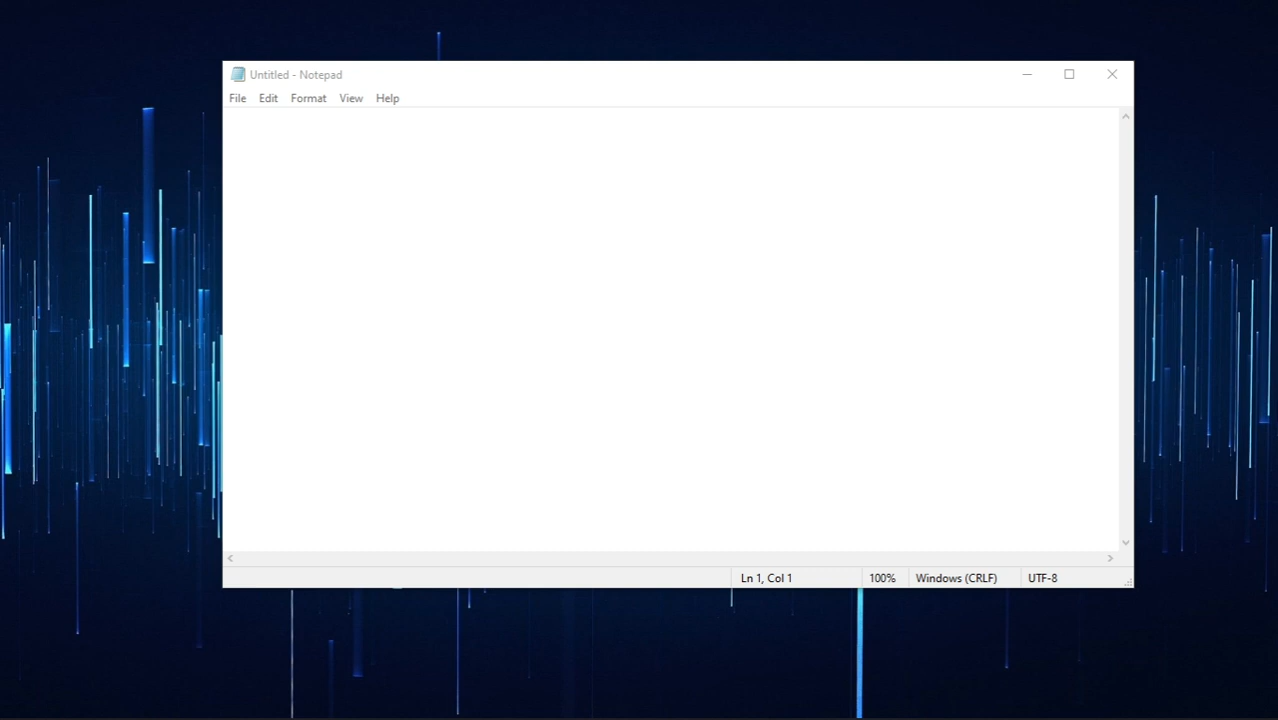 Untitled - Notepad
File Edit Format View Help
Ln 1, Col 1 100% Windows (CRLF) UTF-8